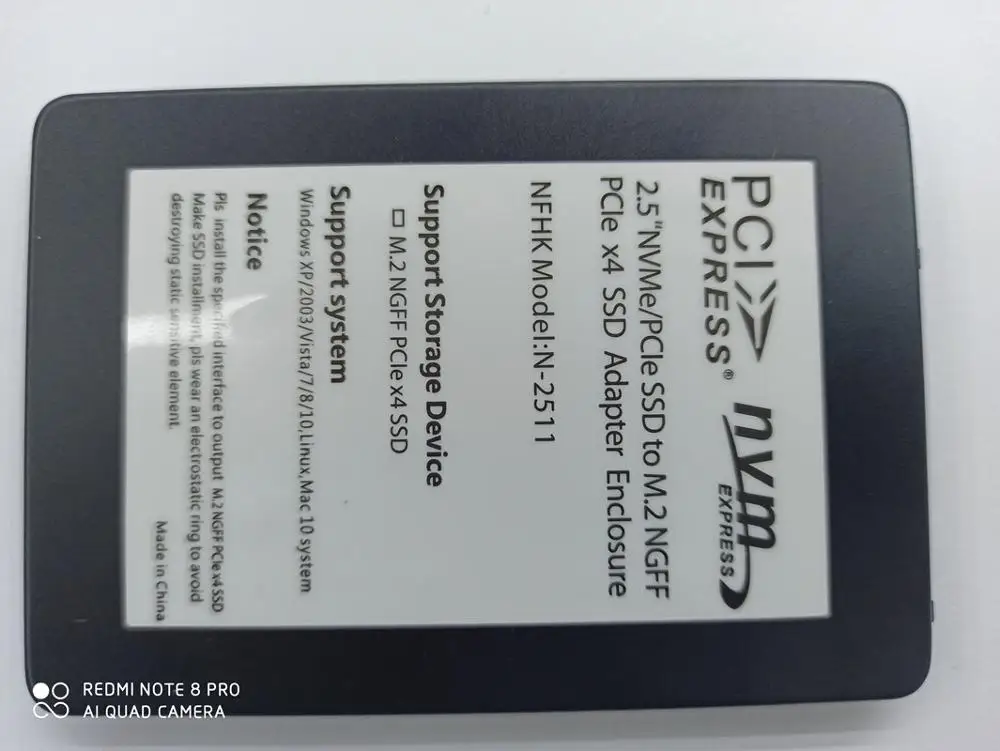 PCI EXPRESS®
nvm EXPRESS
2.5"NVMe/PCIe SSD to M.2 NGFF
PCIe x4 SSD Adapter Enclosure
NFHK Model:N-2511
Support Storage Device
□ M.2 NGFF PCIe x4 SSD
Support system
Windows XP/2003/Vista/7/8/10,Linux,Mac 10 system
Notice
Pls install the specified interface to output M.2 NGFF PCIe x4 SSD
Make SSD installment, pls wear an electrostatic ring to avoid
destroying static sensitive element.
Made in China
REDMI NOTE 8 PRO
AI QUAD CAMERA